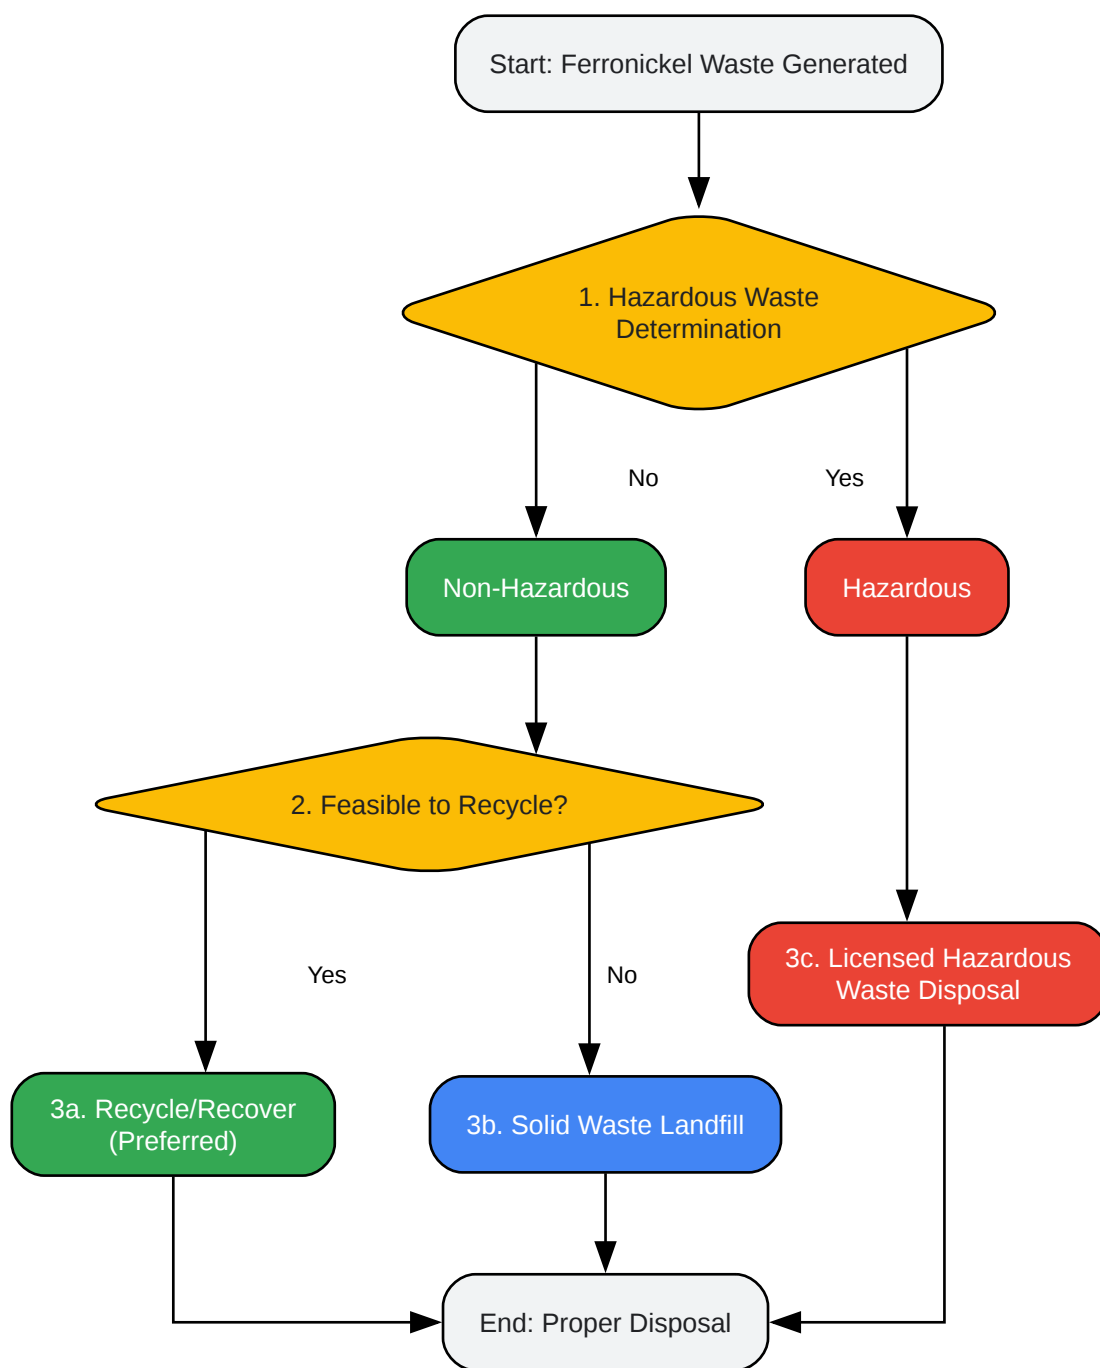 Start: Ferronickel Waste Generated
1. Hazardous Waste
Determination
No
Yes
Non-Hazardous
Hazardous
2. Feasible to Recycle?
Yes
No
3c. Licensed Hazardous
Waste Disposal
3a. Recycle/Recover
(Preferred)
3b. Solid Waste Landfill
End: Proper Disposal